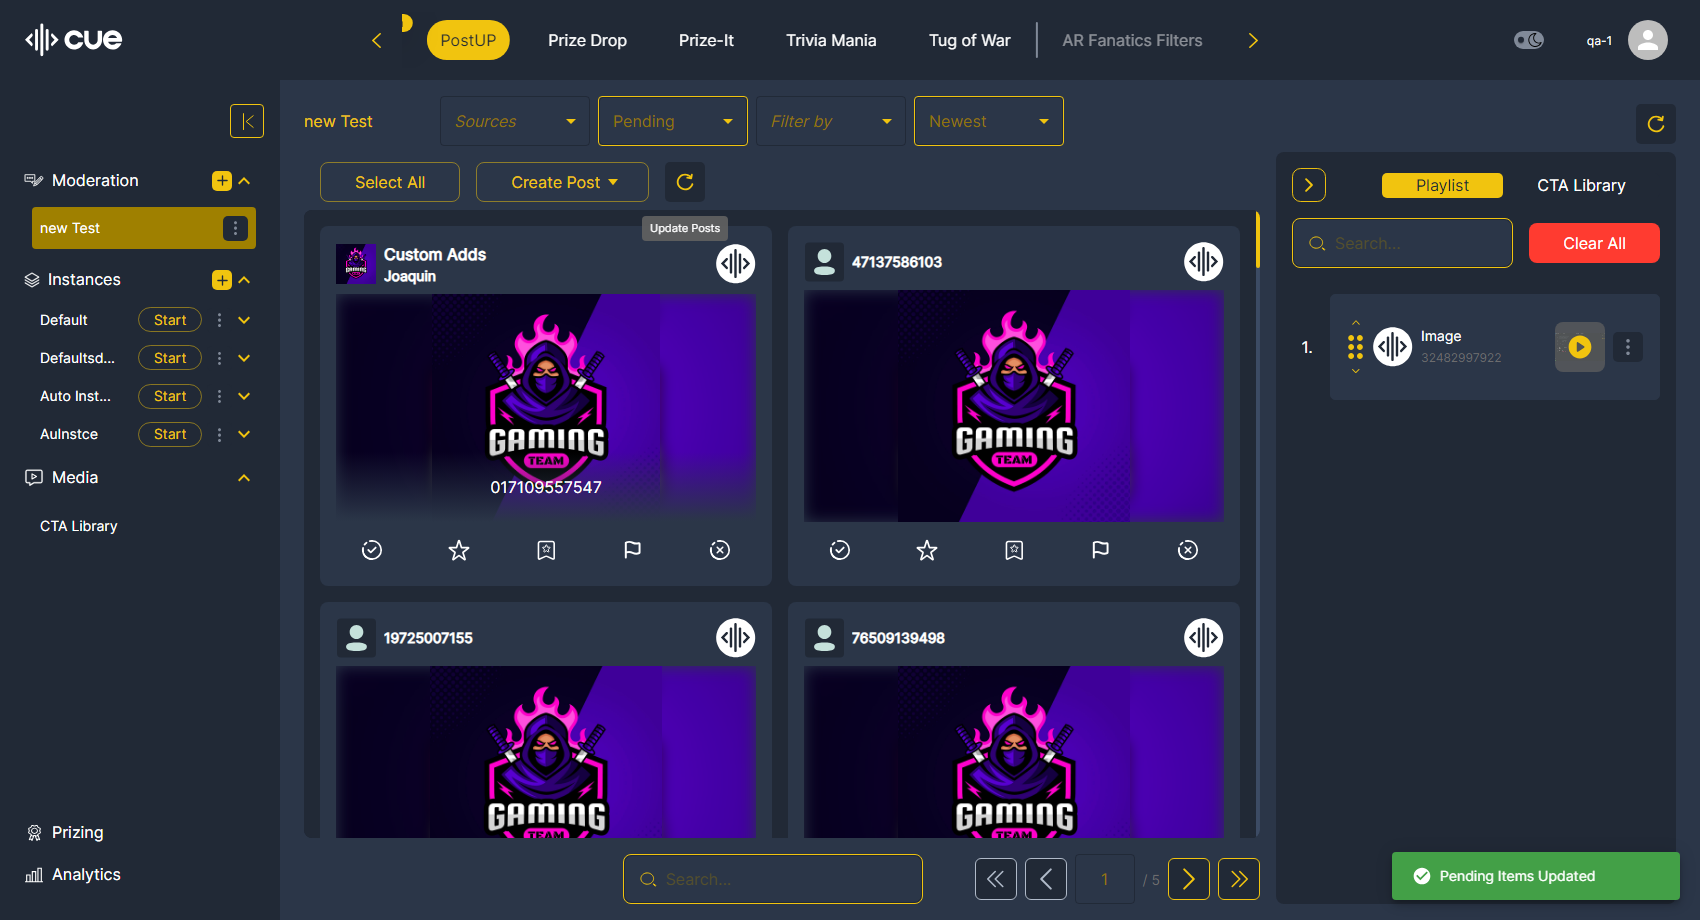 cue
PostUP
Prize Drop
Prize-It
Trivia Mania
Tug of War
AR Fanatics Filters
qa-1
new Test
Sources
Pending
Filter by
Newest
Select All
Create Post
Update Posts
Moderation
new Test
Instances
Default
Start
Defaultsd...
Start
Auto Inst...
Start
AuInstce
Start
Media
CTA Library
Prizing
Analytics
Custom Adds
Joaquin
GAMING
TEAM
017109557547
47137586103
GAMING
TEAM
19725007155
GAMING
TEAM
76509139498
GAMING
TEAM
Search...
1
/ 5
Playlist
CTA Library
Search...
Clear All
1.
Image
32482997922
Pending Items Updated